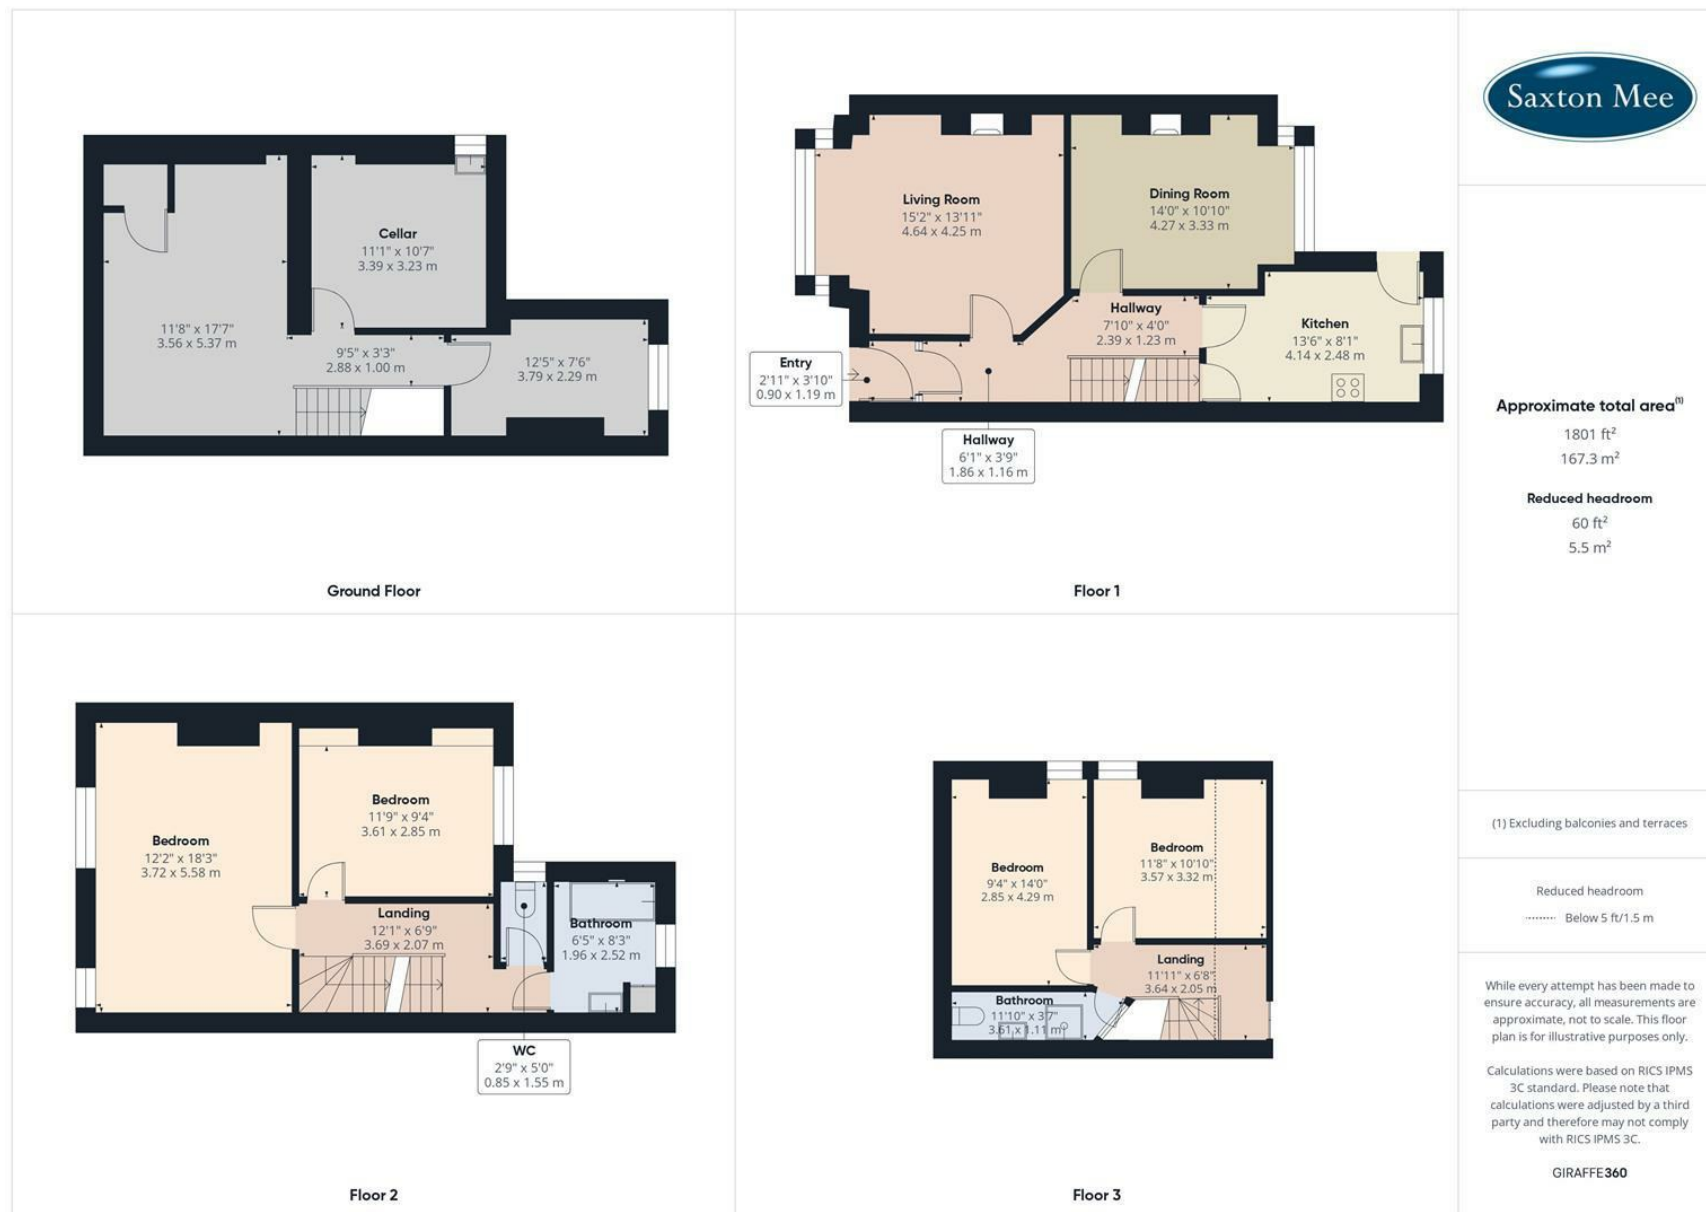 Cellar
11'1" x 10'7"
3.39 x 3.23 m
11'8" x 17'7"
3.56 x 5.37 m
9'5" x 3'3"
2.88 x 1.00 m
12'5" x 7'6"
3.79 x 2.29 m
Ground Floor
Living Room
15'2" x 13'11"
4.64 x 4.25 m
Dining Room
14'0" x 10'10"
4.27 x 3.33 m
Hallway
7'10" x 4'0"
2.39 x 1.23 m
Kitchen
13'6" x 8'1"
4.14 x 2.48 m
Entry
2'11" x 3'10"
0.90 x 1.19 m
Hallway
6'1" x 3'9"
1.86 x 1.16 m
Floor 1
Bedroom
12'2" x 18'3"
3.72 x 5.58 m
Bedroom
11'9" x 9'4"
3.61 x 2.85 m
Landing
12'1" x 6'9"
3.69 x 2.07 m
Bathroom
6'5" x 8'3"
1.96 x 2.52 m
WC
2'9" x 5'0"
0.85 x 1.55 m
Floor 2
Bedroom
9'4" x 14'0"
2.85 x 4.29 m
Bedroom
11'8" x 10'10"
3.57 x 3.32 m
Landing
11'11" x 6'8"
3.64 x 2.05 m
Bathroom
11'10" x 3'7"
3.61 x 1.11 m
Floor 3
Saxton Mee
Approximate total area(1)
1801 ft²
167.3 m²
Reduced headroom
60 ft²
5.5 m²
(1) Excluding balconies and terraces
Reduced headroom
Below 5 ft/1.5 m
While every attempt has been made to
ensure accuracy, all measurements are
approximate, not to scale. This floor
plan is for illustrative purposes only.
Calculations were based on RICS IPMS
3C standard. Please note that
calculations were adjusted by a third
party and therefore may not comply
with RICS IPMS 3C.
GIRAFFE360